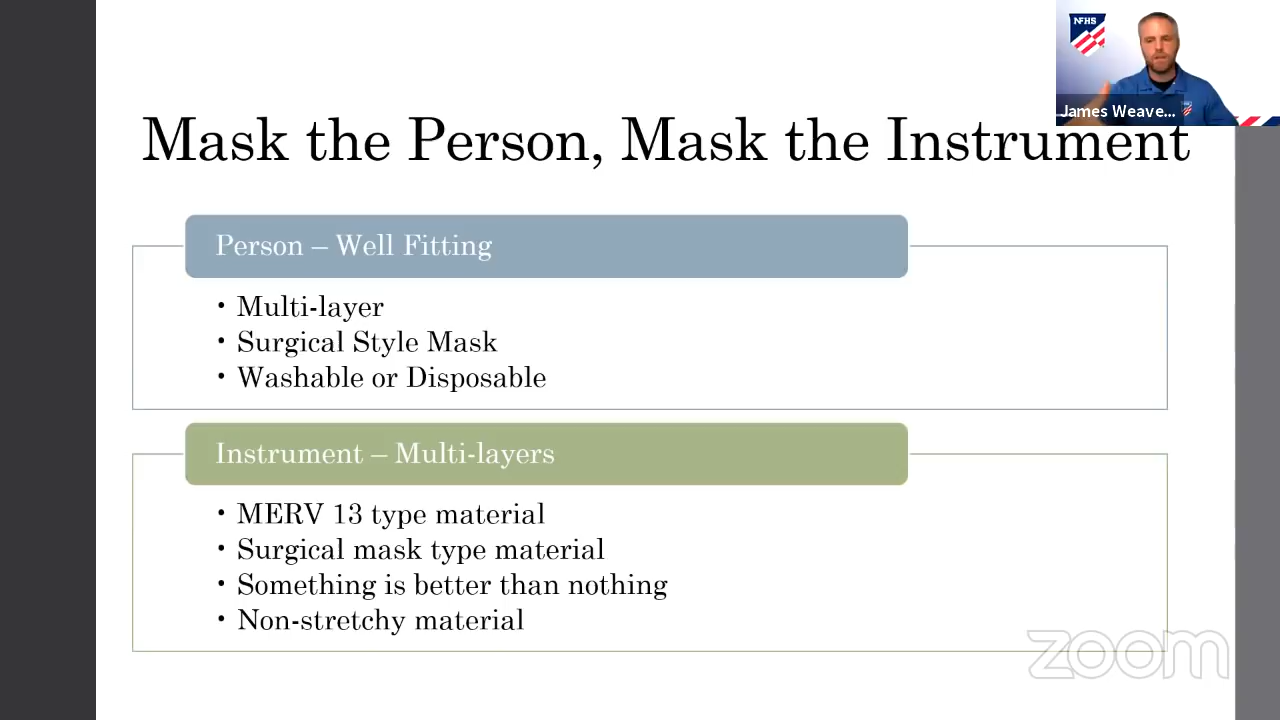 NFHS
James Weave...
Mask the Person, Mask the Instrument
Person – Well Fitting
• Multi-layer
• Surgical Style Mask
• Washable or Disposable
Instrument – Multi-layers
• MERV 13 type material
• Surgical mask type material
• Something is better than nothing
• Non-stretchy material
zoom